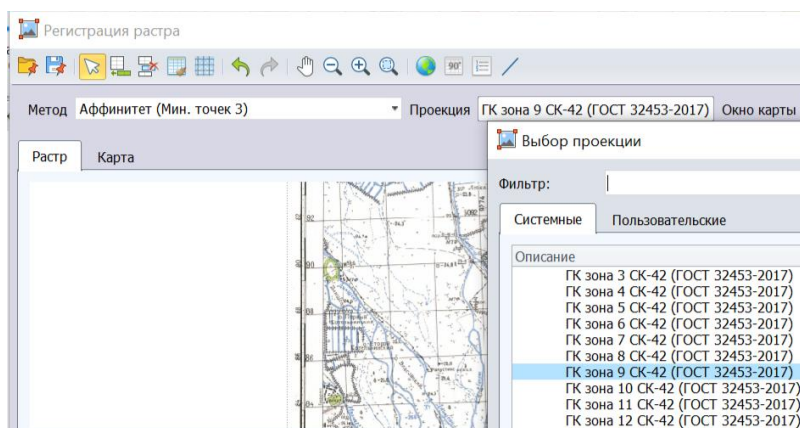 Регистрация растра
Метод Аффинитет (Мин. точек 3) Проекция ГК зона 9 СК-42 (ГОСТ 32453-2017) Окно карты
Выбор проекции
Растр Карта
Фильтр:
Системные Пользовательские
Описание
ГК зона 3 СК-42 (ГОСТ 32453-2017)
ГК зона 4 СК-42 (ГОСТ 32453-2017)
ГК зона 5 СК-42 (ГОСТ 32453-2017)
ГК зона 6 СК-42 (ГОСТ 32453-2017)
ГК зона 7 СК-42 (ГОСТ 32453-2017)
ГК зона 8 СК-42 (ГОСТ 32453-2017)
ГК зона 9 СК-42 (ГОСТ 32453-2017)
ГК зона 10 СК-42 (ГОСТ 32453-2017)
ГК зона 11 СК-42 (ГОСТ 32453-2017)
ГК зона 12 СК-42 (ГОСТ 32453-2017)
90°